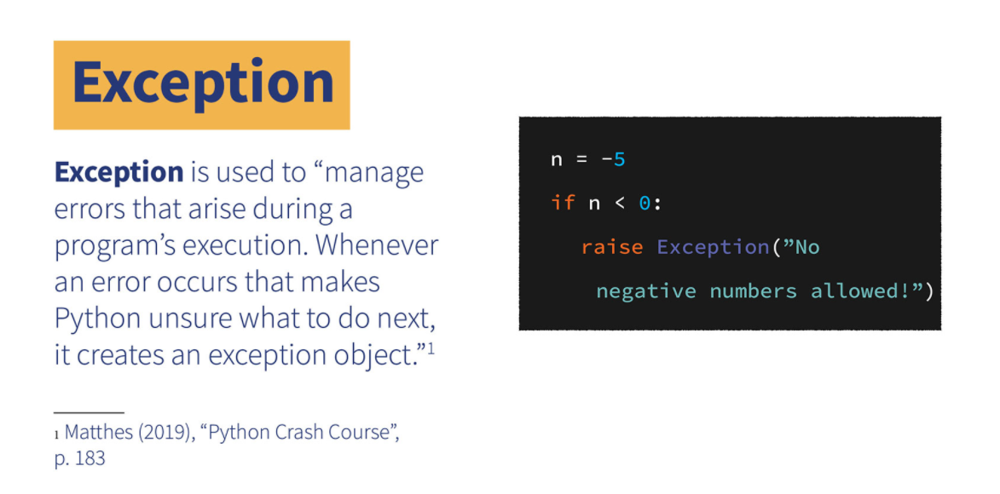 Exception
Exception is used to “manage
errors that arise during a
program’s execution. Whenever
an error occurs that makes
Python unsure what to do next,
it creates an exception object.”1
1 Matthes (2019), “Python Crash Course”,
p. 183
n = -5
if n < 0:
raise Exception(”No
negative numbers allowed!”)